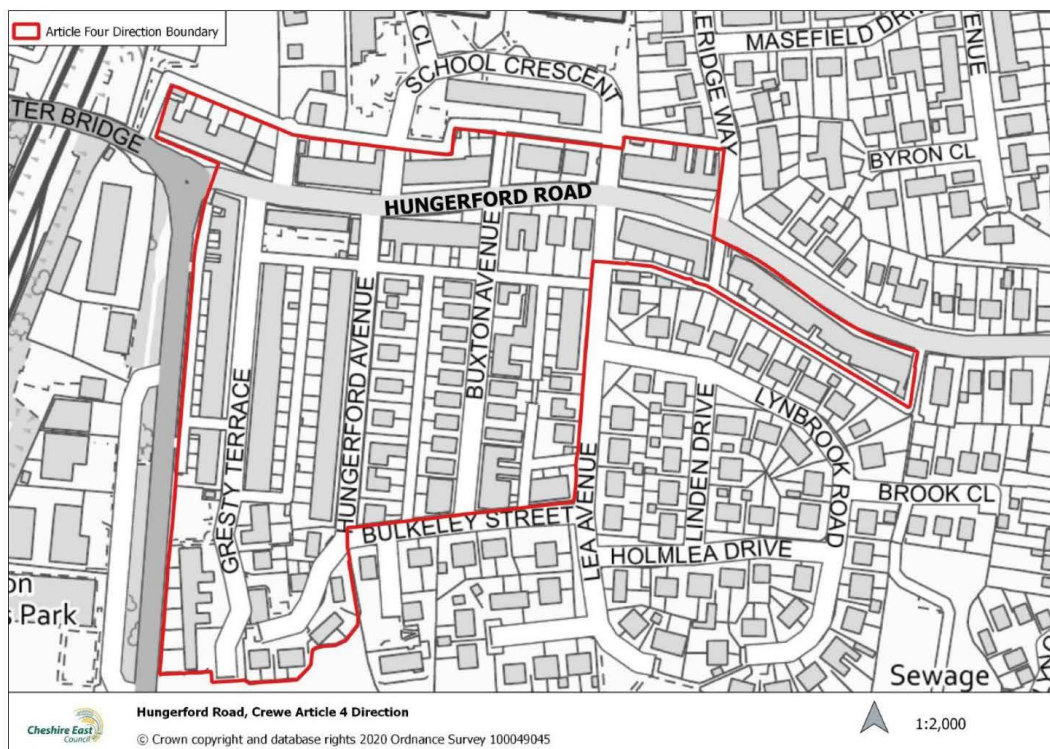 Article Four Direction Boundary
CL
SCHOOL CRESCENT
ERIDGE WAY
MASEFIELD DRI
ENUE
TER BRIDGE
BYRON CL
HUNGERFORD ROAD
HUNGERFORD AVENUE
BUXTON AVENUE
GRESTY TERRACE
LYNBROOK ROAD
LINDEN DRIVE
LEA AVENUE
BROOK CL
BULKELEY STREET
HOLMLEA DRIVE
on
s Park
Sewage
ONY
Cheshire East
Council
Hungerford Road, Crewe Article 4 Direction
© Crown copyright and database rights 2020 Ordnance Survey 100049045
1:2,000